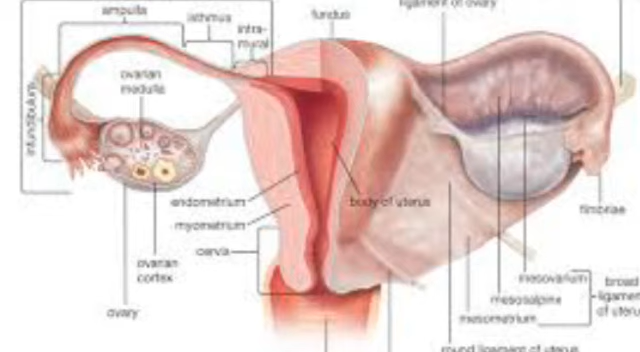 ampulla
isthmus
intra-
mural
fundus
ligament of ovary
ovarian
medulla
infundibulum
endometrium
myometrium
cervix
body of uterus
ovarian
cortex
ovary
fimbriae
mesovarium
mesosalpinx
mesometrium
broad
ligament
of uterus
round ligament of uterus